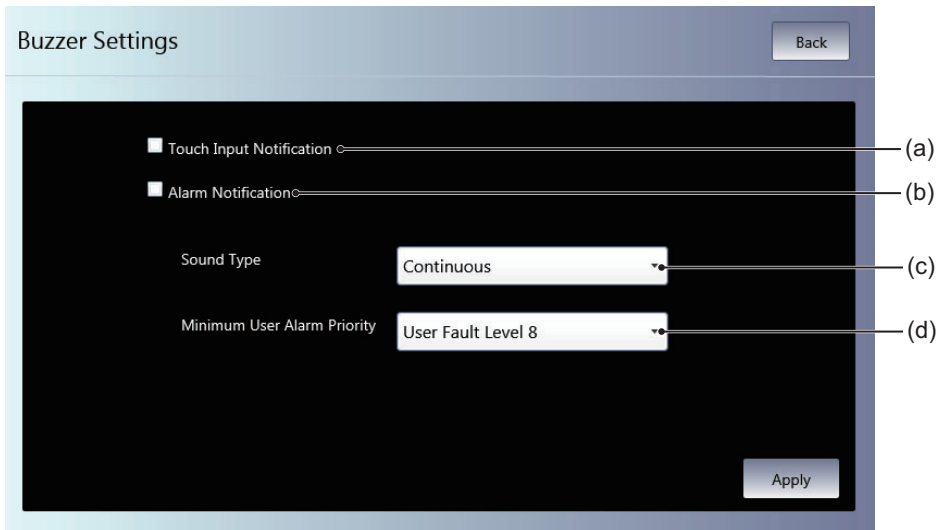 Buzzer Settings
Back
Touch Input Notification
(a)
Alarm Notification
(b)
Sound Type
Continuous
(c)
Minimum User Alarm Priority
User Fault Level 8
(d)
Apply